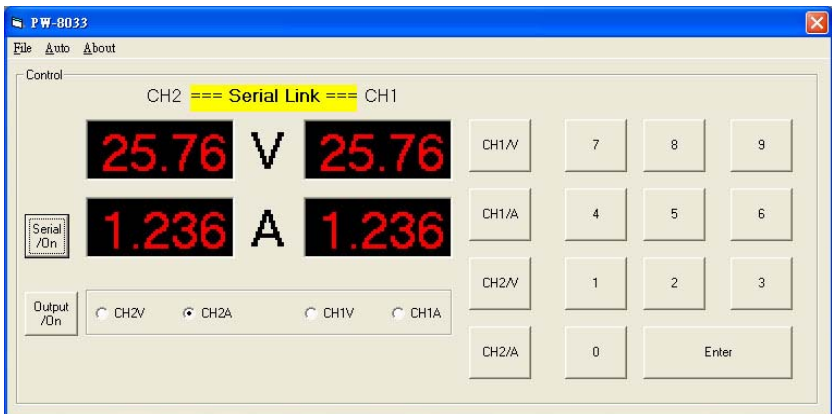 PW-8033
File Auto About
Control
CH2 === Serial Link === CH1
25.76 V 25.76
1.236 A 1.236
Serial
/On
Output
/On
CH2V CH2A CH1V CH1A
CH1/V 7 8 9
CH1/A 4 5 6
CH2/V 1 2 3
CH2/A 0 Enter